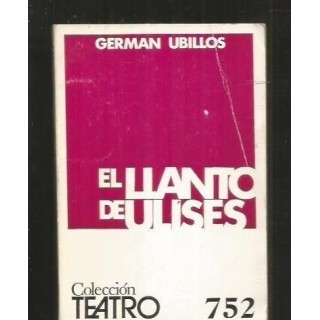 GERMAN UBILLOS
EL LLANTO
DE ULISES
Colección
TEATRO 752